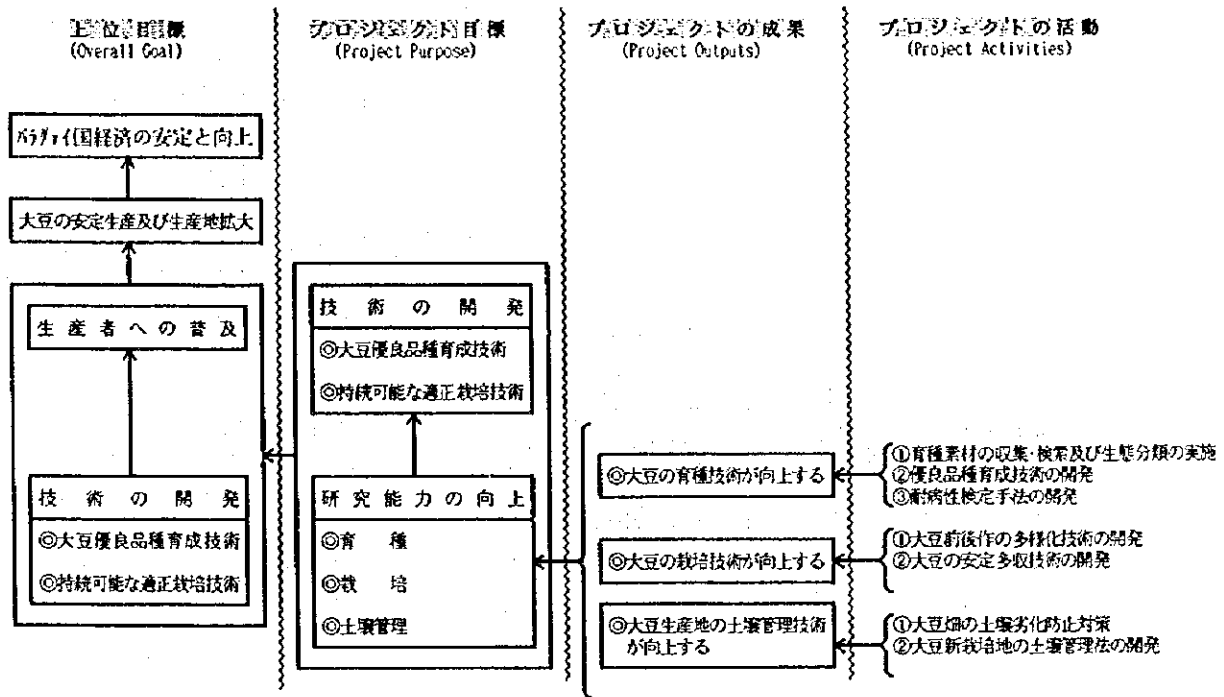 上位目標
(Overall Goal)
パラグァイ国経済の安定と向上
大豆の安定生産及び生産地拡大
生産者への普及
技術の開発
◎大豆優良品種育成技術
◎持続可能な適正栽培技術
プロジェクト目標
(Project Purpose)
技術の開発
◎大豆優良品種育成技術
◎持続可能な適正栽培技術
研究能力の向上
◎育種
◎栽培
◎土壌管理
プロジェクトの成果
(Project Outputs)
◎大豆の育種技術が向上する
◎大豆の栽培技術が向上する
◎大豆生産地の土壌管理技術
が向上する
プロジェクトの活動
(Project Activities)
①育種素材の収集・検索及び生態分類の実施
②優良品種育成技術の開発
③耐病性検定手法の開発
①大豆前後作の多様化技術の開発
②大豆の安定多収技術の開発
①大豆畑の土壌劣化防止対策
②大豆新栽培地の土壌管理法の開発